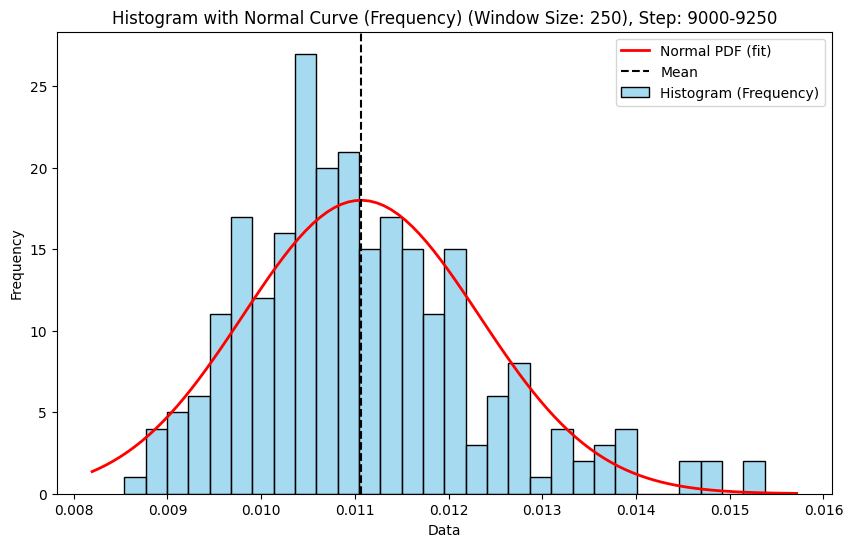 Histogram with Normal Curve (Frequency) (Window Size: 250), Step: 9000-9250
Normal PDF (fit)
Mean
Histogram (Frequency)
Frequency
25
20
15
10
5
0
0.008 0.009 0.010 0.011 0.012 0.013 0.014 0.015 0.016
Data